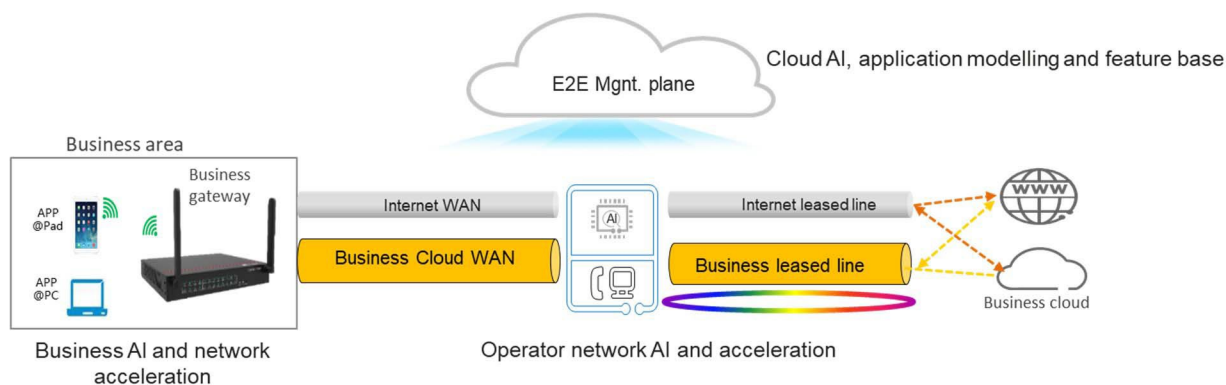 E2E Mgnt. plane
Cloud AI, application modelling and feature base
Business area
Business
gateway
APP
@Pad
APP
@PC
Internet WAN
Business Cloud WAN
AI
Internet leased line
Business leased line
WWW
Business cloud
Business AI and network
acceleration
Operator network AI and acceleration